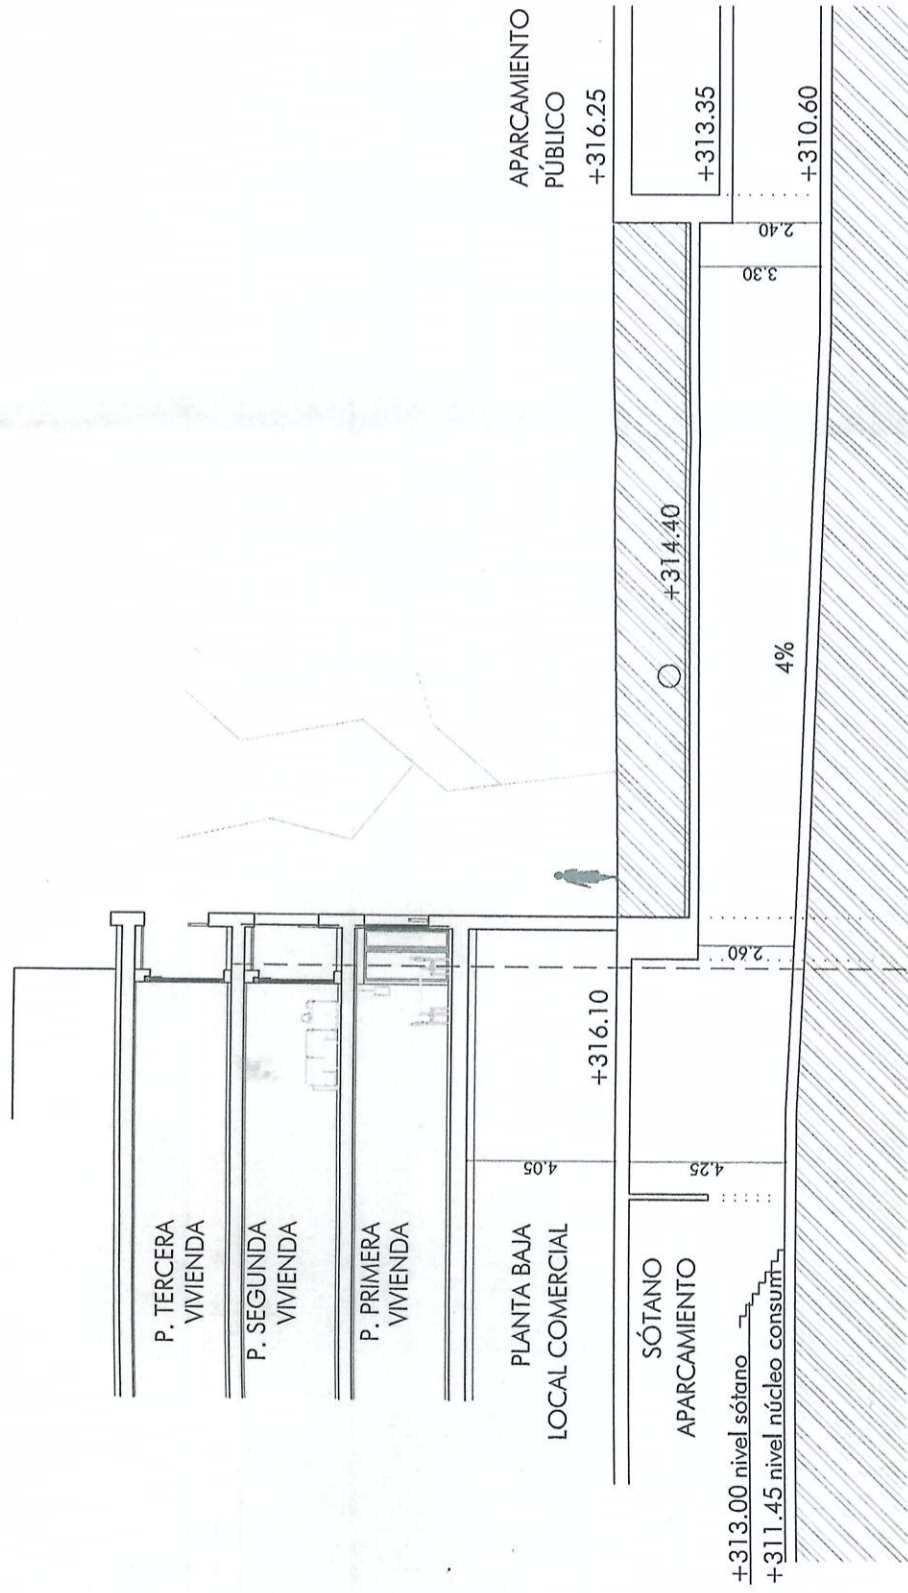 P. TERCERA
VIVIENDA
P. SEGUNDA
VIVIENDA
P. PRIMERA
VIVIENDA
PLANTA BAJA
LOCAL COMERCIAL
4.05
+316.10
SÓTANO
APARCAMIENTO
4.25
2.60
+313.00 nivel sótano
+311.45 nivel núcleo consum
4%
+314.40
APARCAMIENTO
PÚBLICO
+316.25
+313.35
+310.60
3.30
2.40